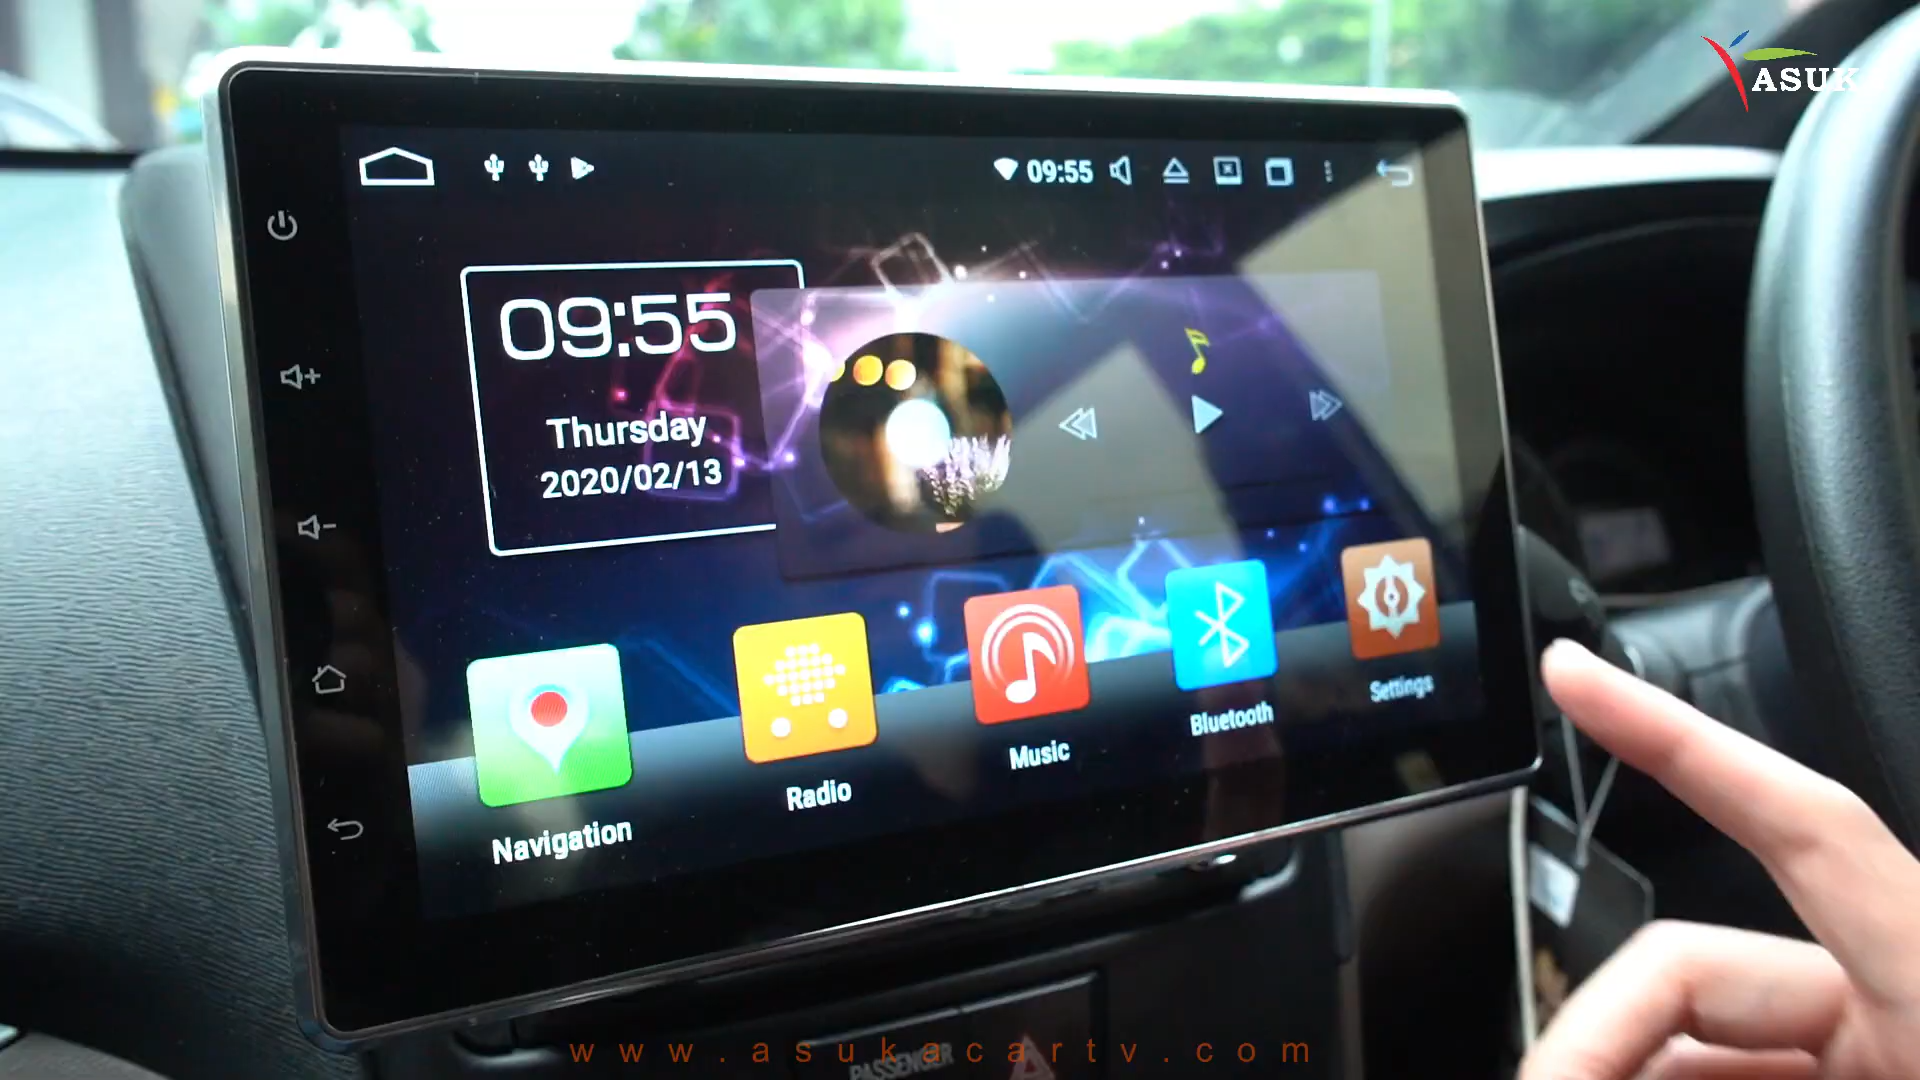 ASUK
09:55
09:55
Thursday
2020/02/13
Navigation
Radio
Music
Bluetooth
Settings
PASSENGER
www.asukacartv.com